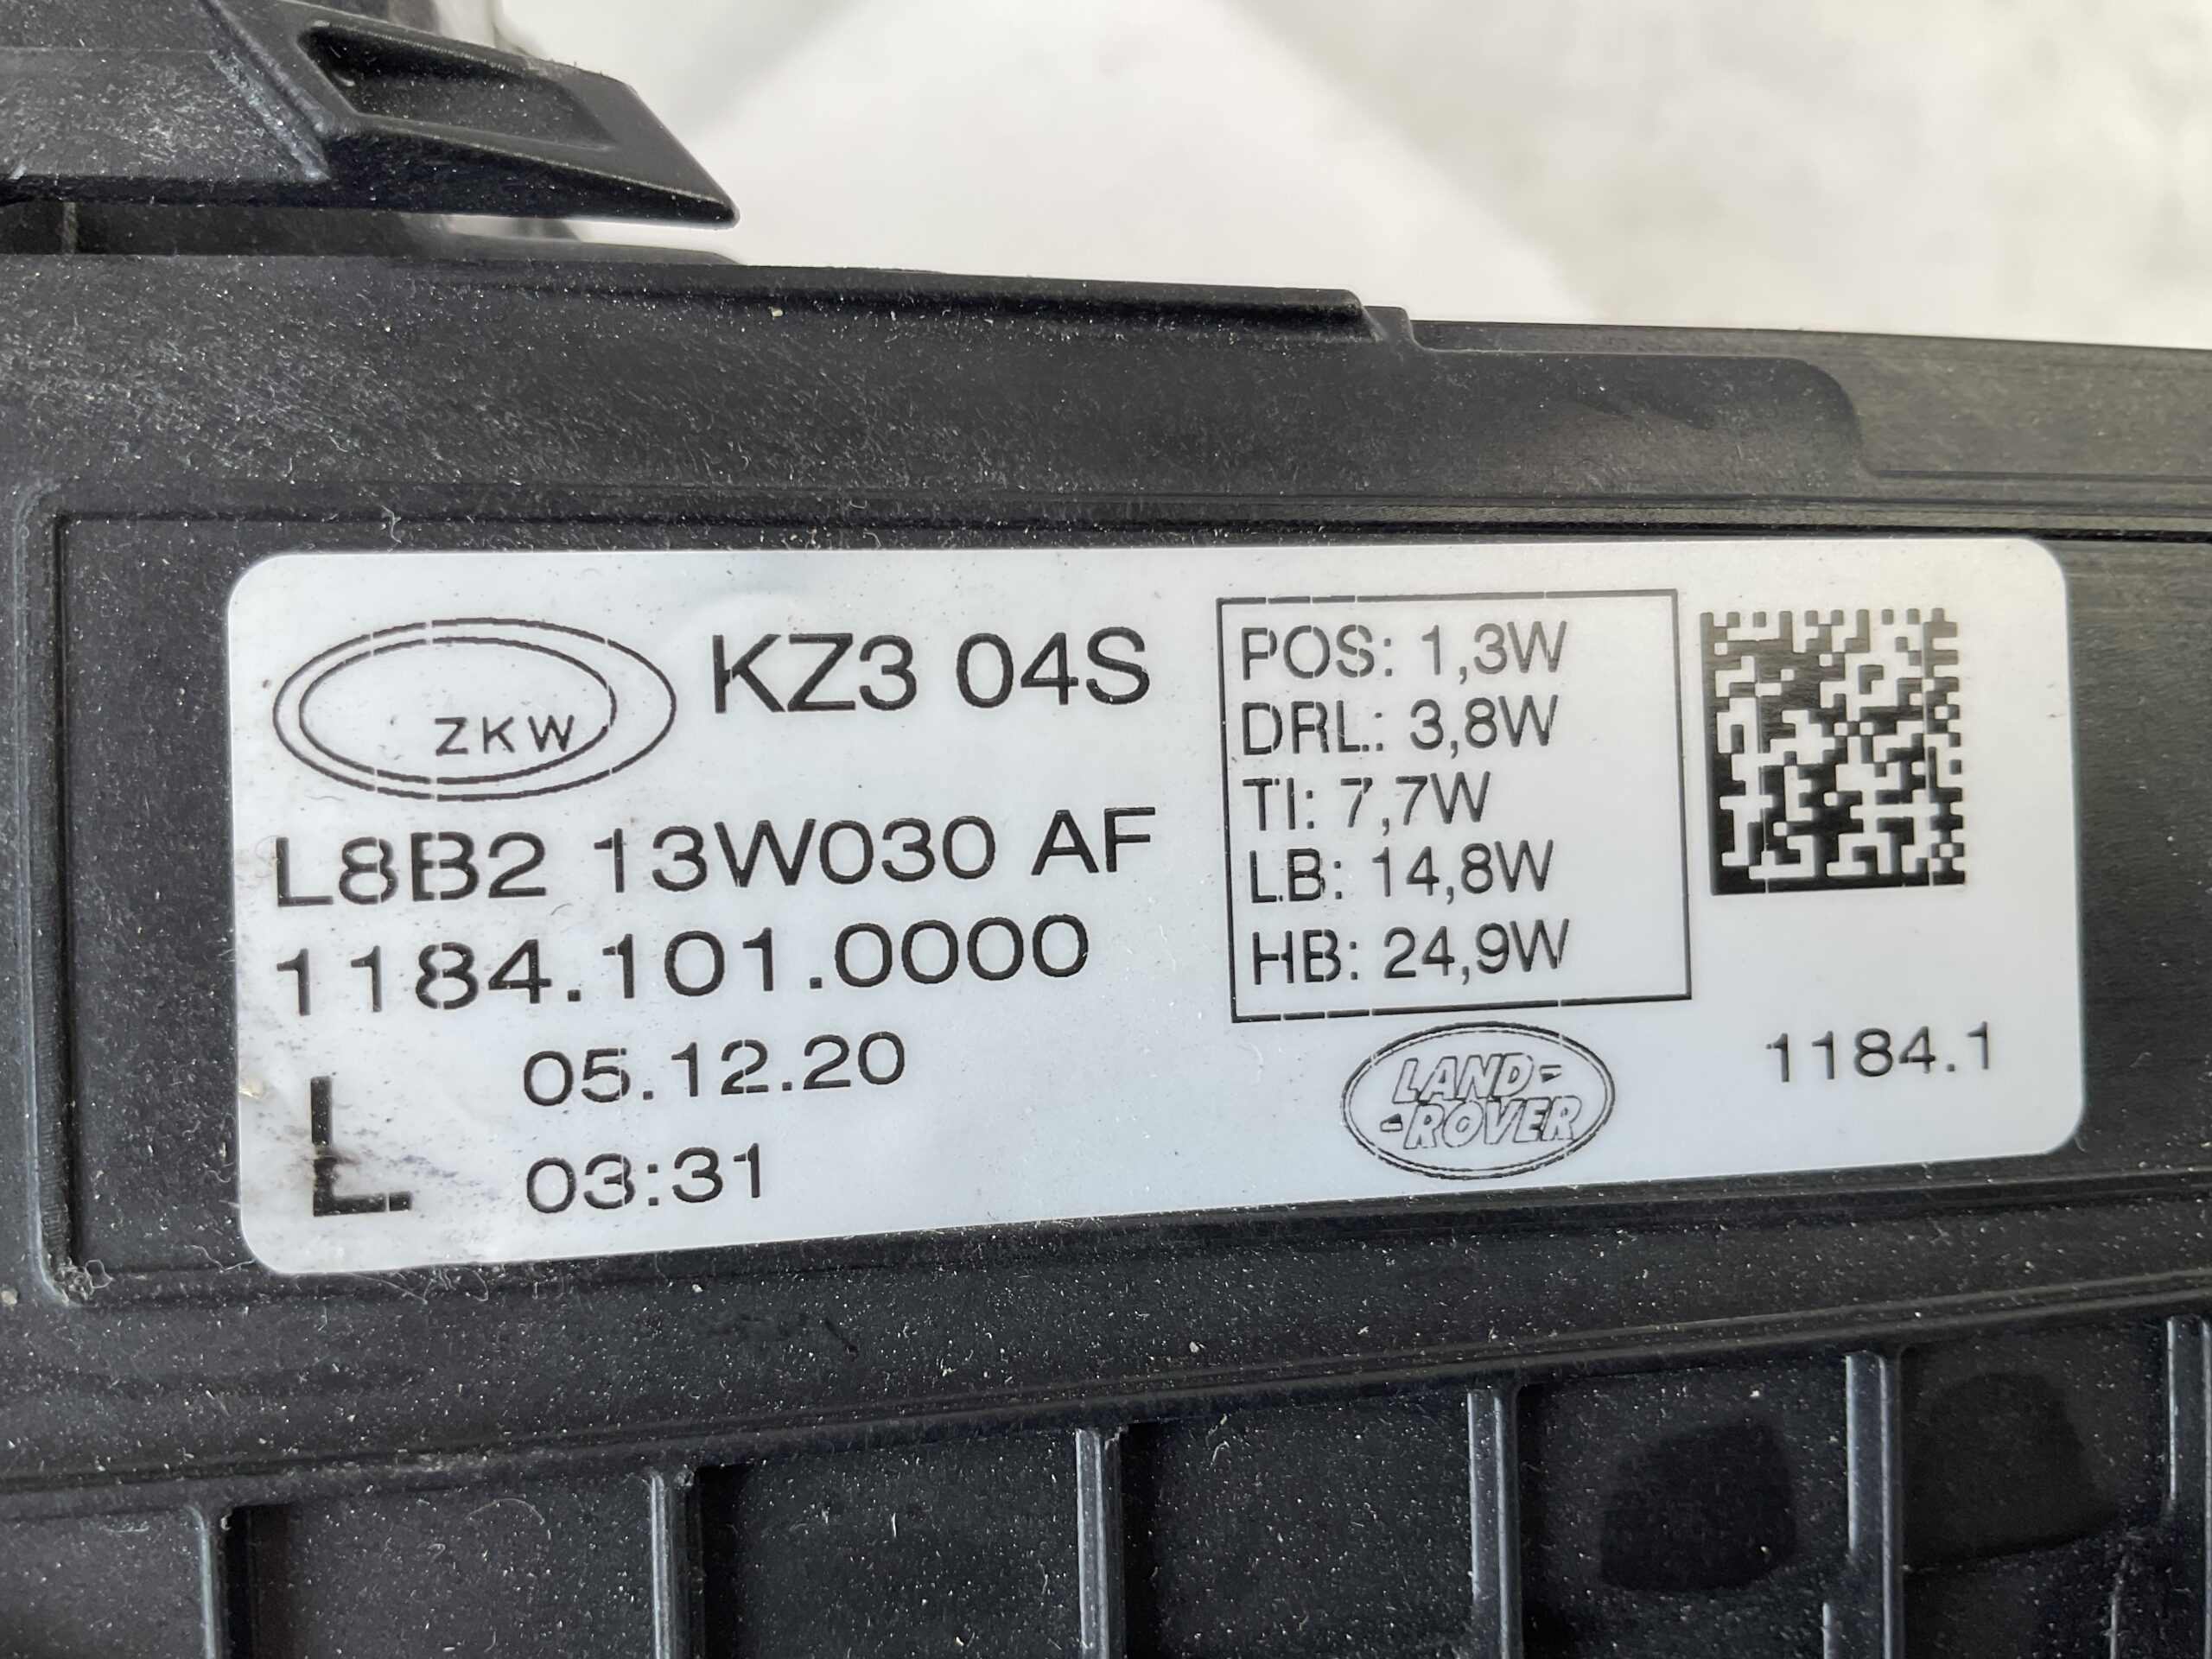 ZKW
KZ3 04S
L8B2 13W030 AF
1184.101.0000
L
05.12.20
03:31
POS: 1,3W
DRL: 3,8W
TI: 7,7W
LB: 14,8W
HB: 24,9W
LAND-
-ROVER
1184.1